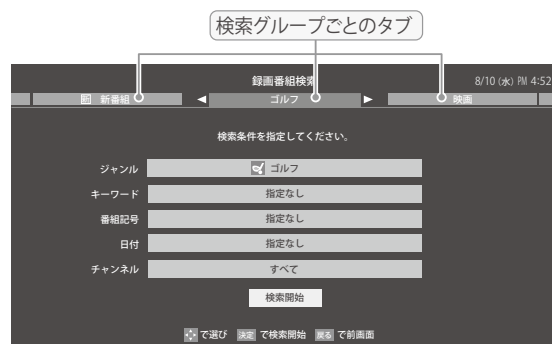 検索グループごとのタブ
録画番組検索 8/10 (水) PM 4:52
新番組 ◀ ゴルフ ▶ 映画
検索条件を指定してください。
ジャンル ゴルフ
キーワード 指定なし
番組記号 指定なし
日付 指定なし
チャンネル すべて
検索開始
で選び 決定 で検索開始 戻る で前画面